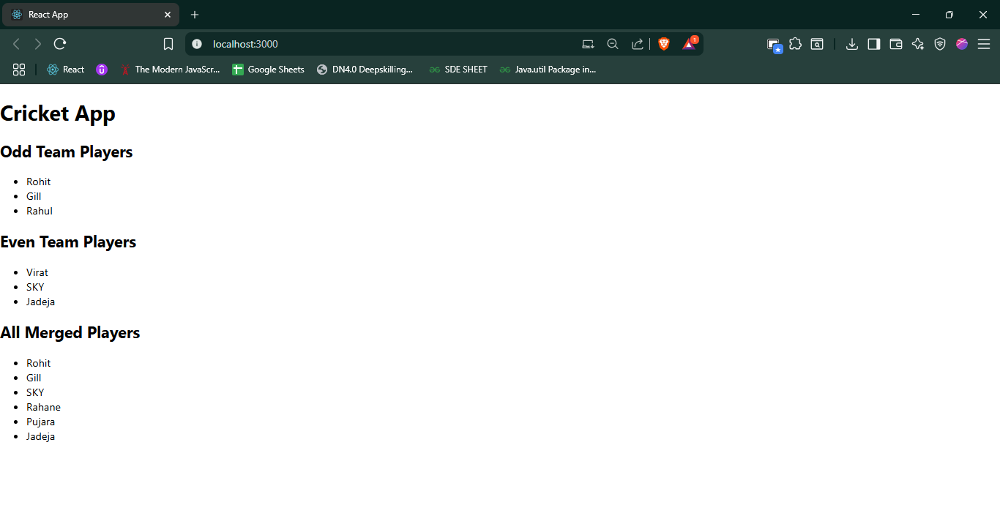 React App
localhost:3000
1
React
The Modern JavaScr...
Google Sheets
DN4.0 Deepskilling...
SDE SHEET
Java.util Package in...
Cricket App
Odd Team Players
Rohit
Gill
Rahul
Even Team Players
Virat
SKY
Jadeja
All Merged Players
Rohit
Gill
SKY
Rahane
Pujara
Jadeja